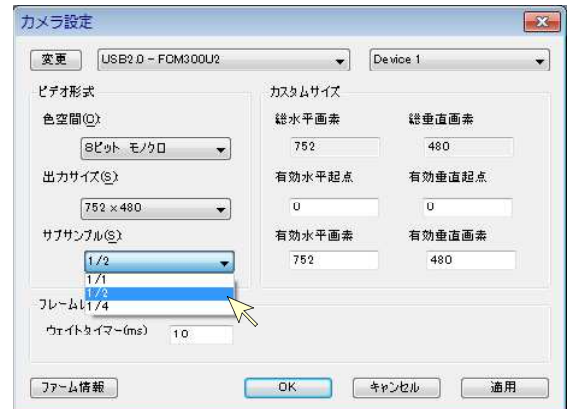 カメラ設定
変更 USB2.0 - FCM300U2 Device 1
ビデオ形式 カスタムサイズ
色空間(C): 総水平画素 総垂直画素
8ビット モノクロ 752 480
出力サイズ(S): 有効水平起点 有効垂直起点
752 × 480 0 0
サブサンプル(S): 有効水平画素 有効垂直画素
1/2 752 480
1/1
1/2
1/4
フレーム
ウェイトタイマー(ms) 10
ファーム情報 OK キャンセル 適用